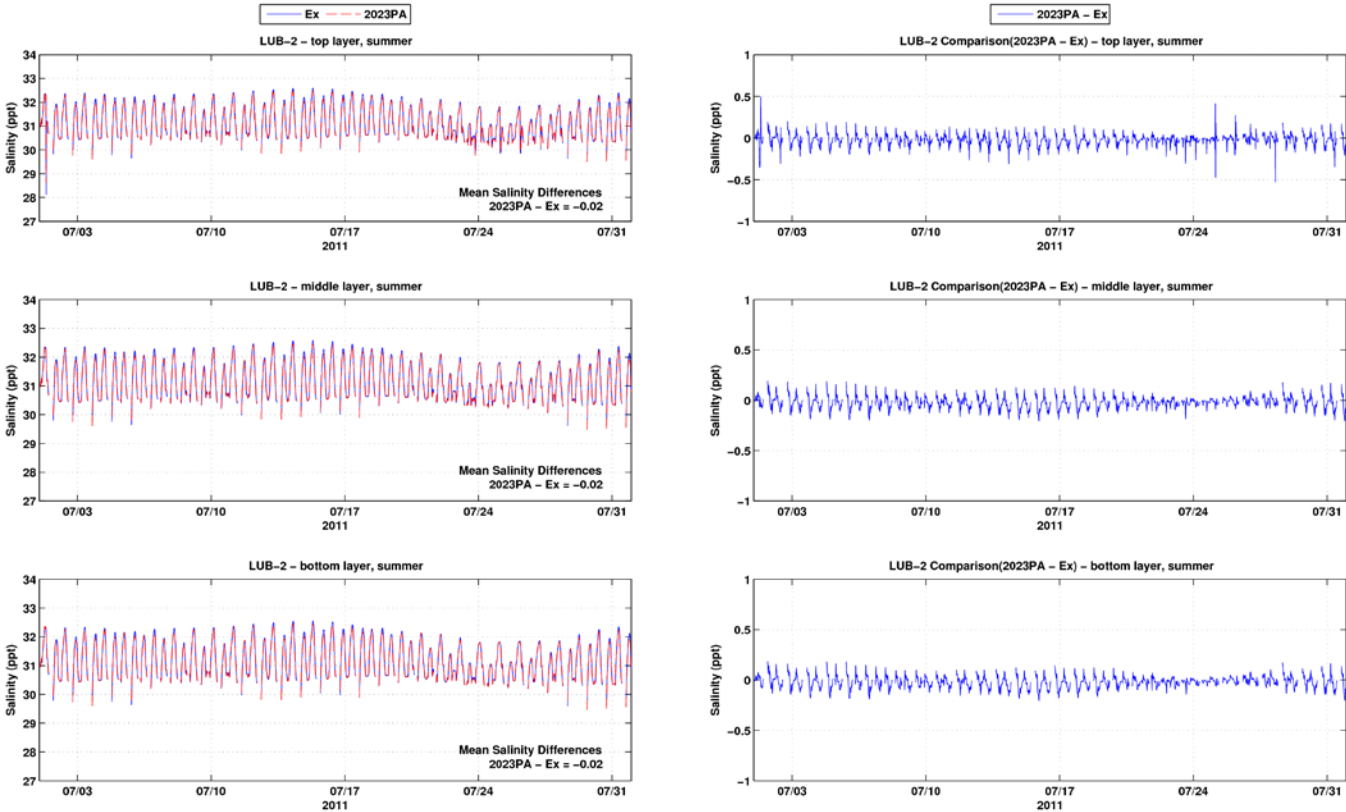 Ex 2023PA
LUB−2 − top layer, summer
34
33
32
31
30
29
28
27
Salinity (ppt)
Mean Salinity Differences
2023PA − Ex = −0.02
07/03 07/10 07/17 07/24 07/31
2011
2023PA − Ex
LUB−2 Comparison(2023PA − Ex) − top layer, summer
1
0.5
0
−0.5
−1
Salinity (ppt)
07/03 07/10 07/17 07/24 07/31
2011
LUB−2 − middle layer, summer
34
33
32
31
30
29
28
27
Salinity (ppt)
Mean Salinity Differences
2023PA − Ex = −0.02
07/03 07/10 07/17 07/24 07/31
2011
LUB−2 Comparison(2023PA − Ex) − middle layer, summer
1
0.5
0
−0.5
−1
Salinity (ppt)
07/03 07/10 07/17 07/24 07/31
2011
LUB−2 − bottom layer, summer
34
33
32
31
30
29
28
27
Salinity (ppt)
Mean Salinity Differences
2023PA − Ex = −0.02
07/03 07/10 07/17 07/24 07/31
2011
LUB−2 Comparison(2023PA − Ex) − bottom layer, summer
1
0.5
0
−0.5
−1
Salinity (ppt)
07/03 07/10 07/17 07/24 07/31
2011